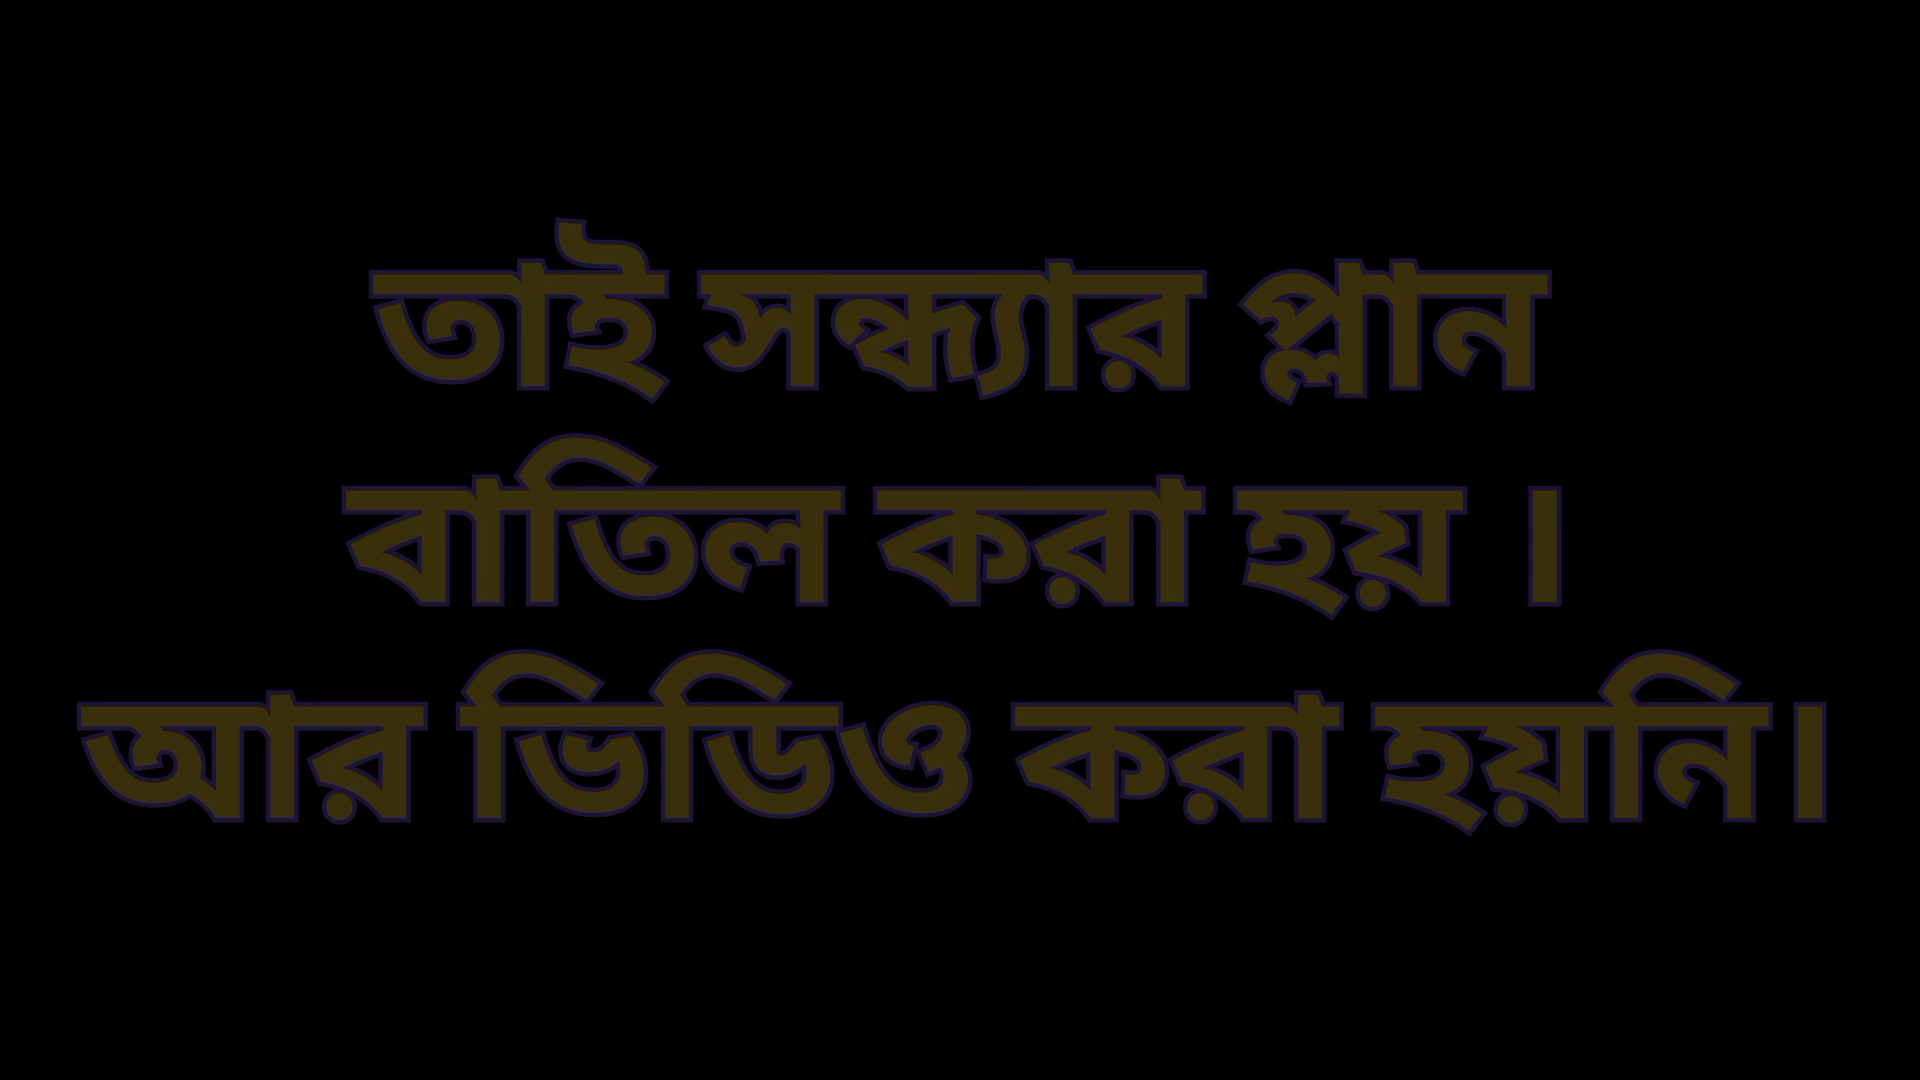 তাই সন্ধ্যার প্লান
বাতিল করা হয় ।
আর ভিডিও করা হয়নি।